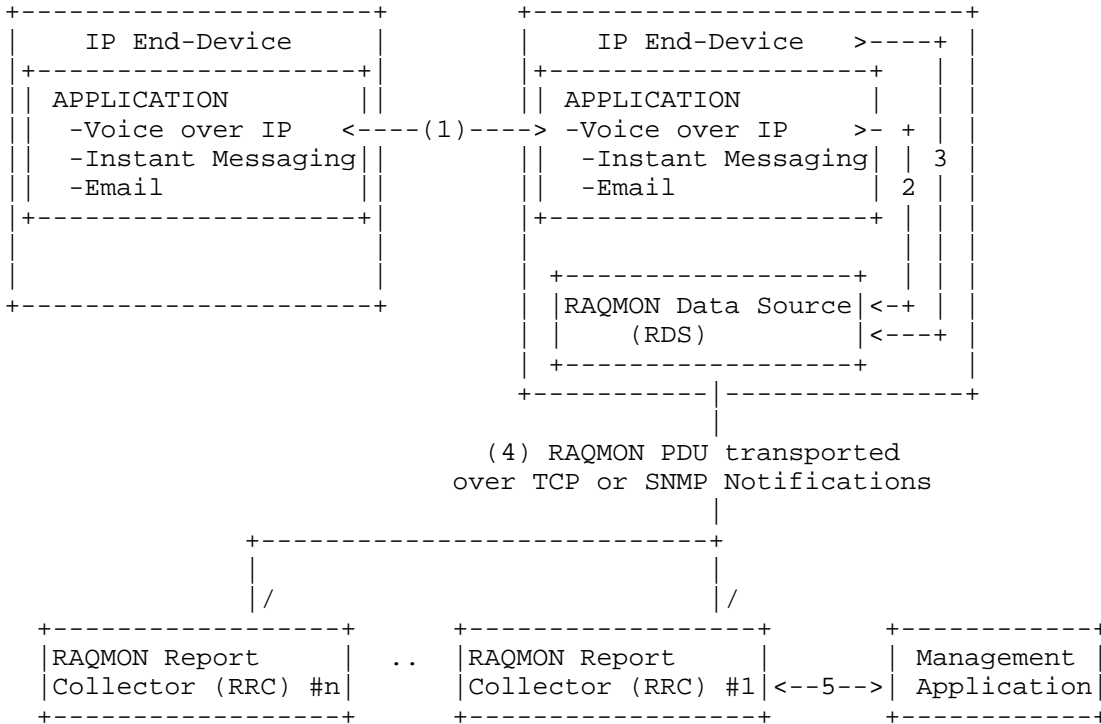 IP End-Device IP End-Device >----+
APPLICATION APPLICATION
-Voice over IP <----(1)----> -Voice over IP >- +
-Instant Messaging -Instant Messaging 3
-Email -Email 2
RAQMON Data Source <-+
(RDS) <---+
(4) RAQMON PDU transported
over TCP or SNMP Notifications
RAQMON Report .. RAQMON Report Management
Collector (RRC) #n Collector (RRC) #1 <--5--> Application